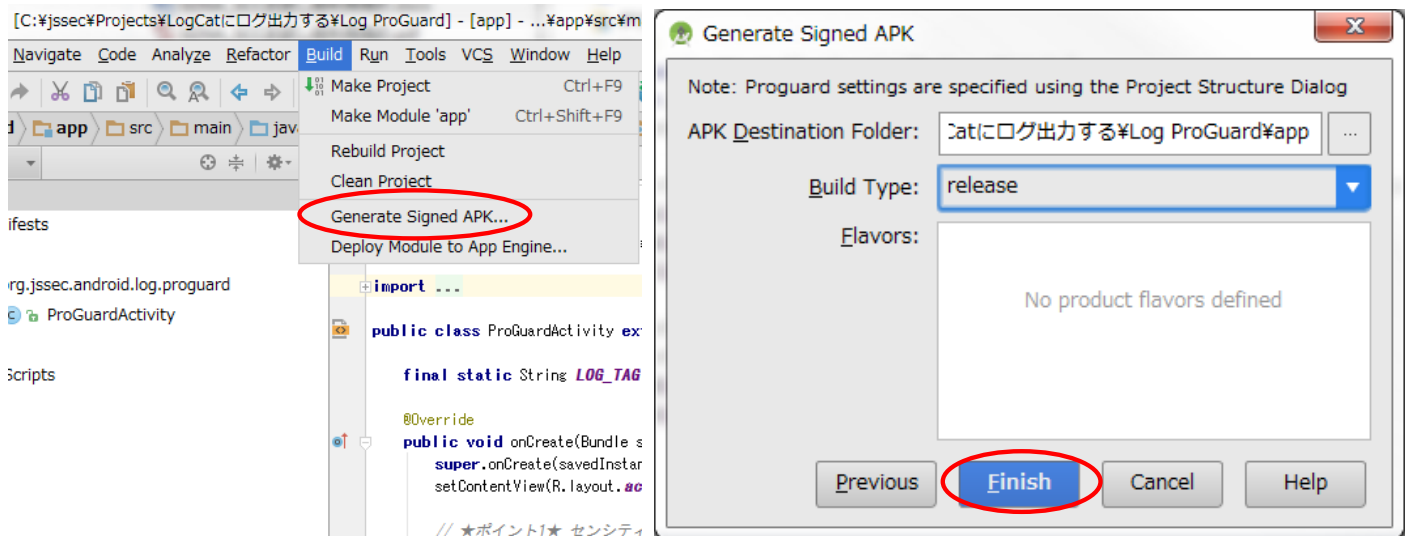 [C:¥jssec¥Projects¥LogCatにログ出力する¥Log ProGuard] - [app] - ...¥app¥src¥m
Navigate Code Analyze Refactor Build Run Tools VCS Window Help
Make Project Ctrl+F9
Make Module 'app' Ctrl+Shift+F9
app src main jav
Rebuild Project
Clean Project
Generate Signed APK...
Deploy Module to App Engine...
ifests
rg.jssec.android.log.proguard
ProGuardActivity
Scripts
import ...
public class ProGuardActivity ex
final static String LOG_TAG
@Override
public void onCreate(Bundle s
super.onCreate(savedInstan
setContentView(R.layout.ac
// ★ポイント1★ センシティ
Generate Signed APK
Note: Proguard settings are specified using the Project Structure Dialog
APK Destination Folder: Catにログ出力する¥Log ProGuard¥app ...
Build Type: release
Flavors:
No product flavors defined
Previous Finish Cancel Help